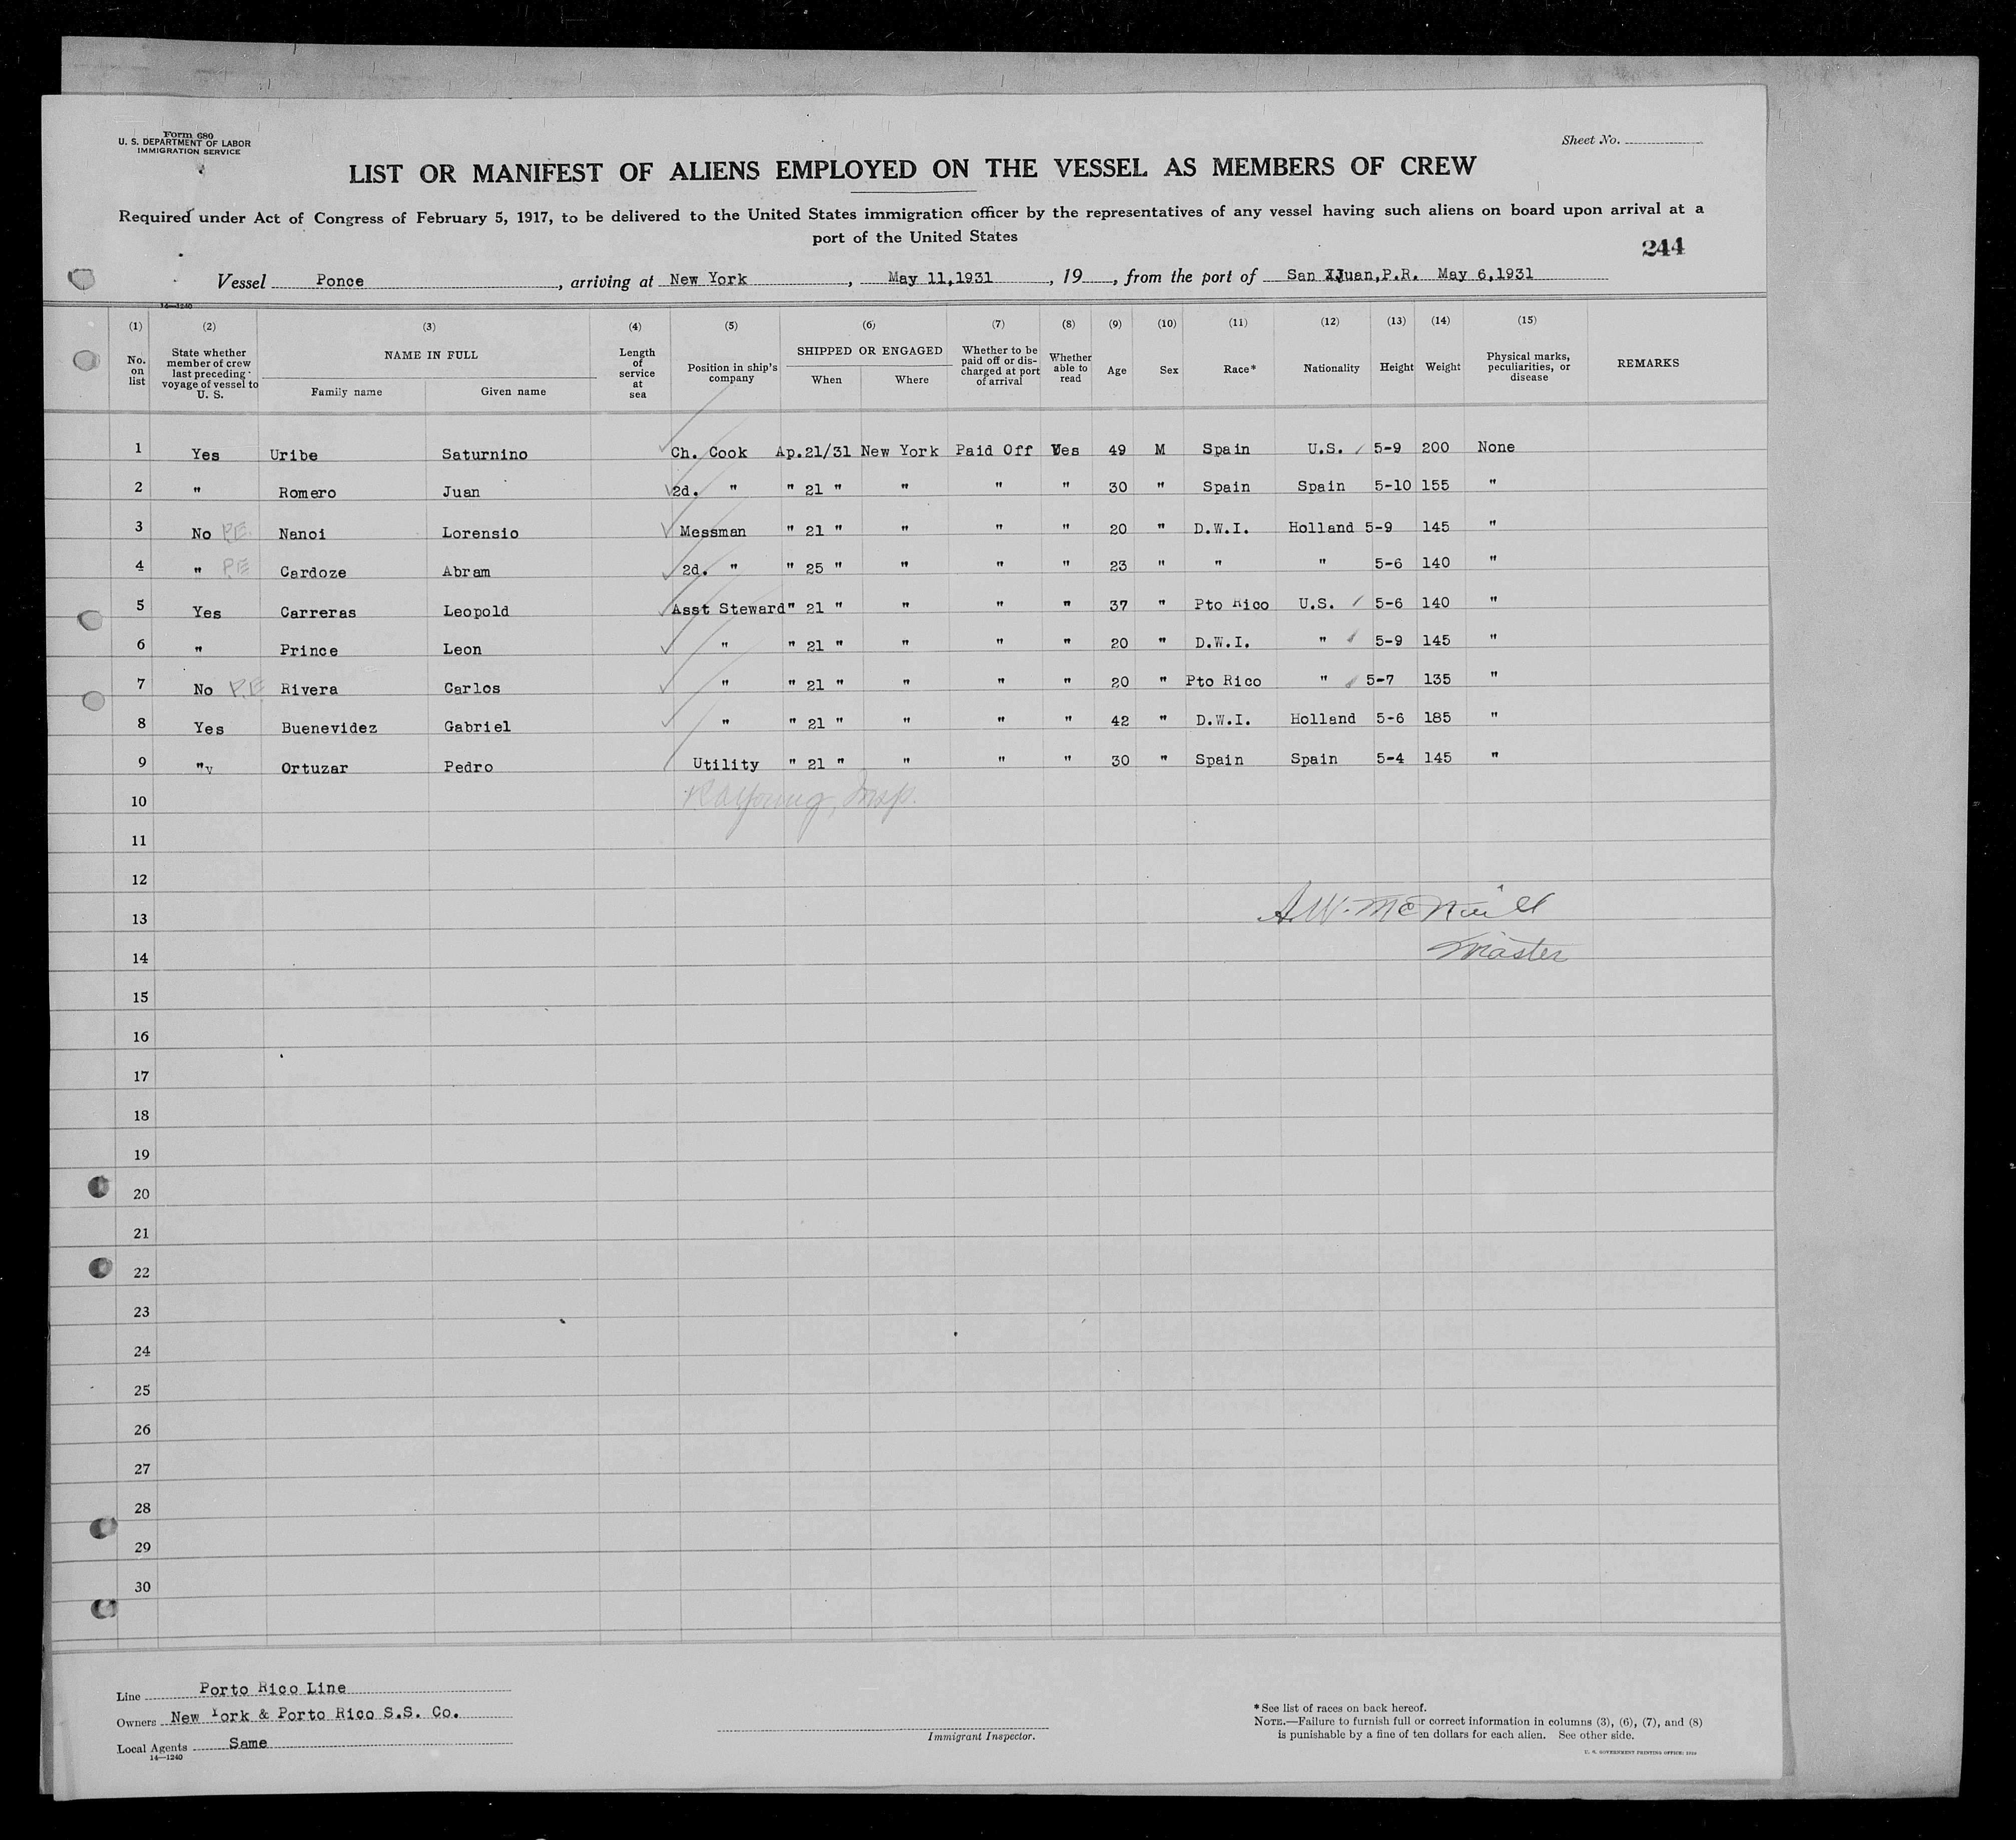 Form 680
U. S. DEPARTMENT OF LABOR
IMMIGRATION SERVICE
Sheet No.
LIST OR MANIFEST OF ALIENS EMPLOYED ON THE VESSEL AS MEMBERS OF CREW
Required under Act of Congress of February 5, 1917, to be delivered to the United States immigration officer by the representatives of any vessel having such aliens on board upon arrival at a
port of the United States
244
Vessel Ponce, arriving at New York, May 11,1931, 19, from the port of San XJuan,P.R. May 6,1931
14—1240
(1) (2) (3) (4) (5) (6) (7) (8) (9) (10) (11) (12) (13) (14) (15)
No. on list State whether member of crew last preceding voyage of vessel to U. S. NAME IN FULL Family name Given name Length of service at sea Position in ship's company SHIPPED OR ENGAGED When Where Whether to be paid off or discharged at port of arrival Whether able to read Age Sex Race* Nationality Height Weight Physical marks, peculiarities, or disease REMARKS
1 Yes Uribe Saturnino Ch. Cook Ap.21/31 New York Paid Off Yes 49 M Spain U.S. 5-9 200 None
2 " Romero Juan 2d. " " 21 " " " " 30 " Spain Spain 5-10 155 "
3 No P.E. Nanoi Lorensio Messman " 21 " " " " 20 " D.W.I. Holland 5-9 145 "
4 " P.E Cardoze Abram 2d. " " 25 " " " " 23 " " " 5-6 140 "
5 Yes Carreras Leopold Asst Steward " 21 " " " " 37 " Pto Rico U.S. 5-6 140 "
6 " Prince Leon " " 21 " " " " 20 " D.W.I. " 5-9 145 "
7 No P.E Rivera Carlos " " 21 " " " " 20 " Pto Rico " 5-7 135 "
8 Yes Buenevidez Gabriel " " 21 " " " " 42 " D.W.I. Holland 5-6 185 "
9 "v Ortuzar Pedro Utility " 21 " " " " 30 " Spain Spain 5-4 145 "
10 Young, Insp.
11
12
13 A.W. McNeill
14 Master
15
16
17
18
19
20
21
22
23
24
25
26
27
28
29
30
Line Porto Rico Line
Owners New York & Porto Rico S.S. Co.
Local Agents Same
14—1240
Immigrant Inspector.
* See list of races on back hereof.
NOTE.—Failure to furnish full or correct information in columns (3), (6), (7), and (8)
is punishable by a fine of ten dollars for each alien. See other side.